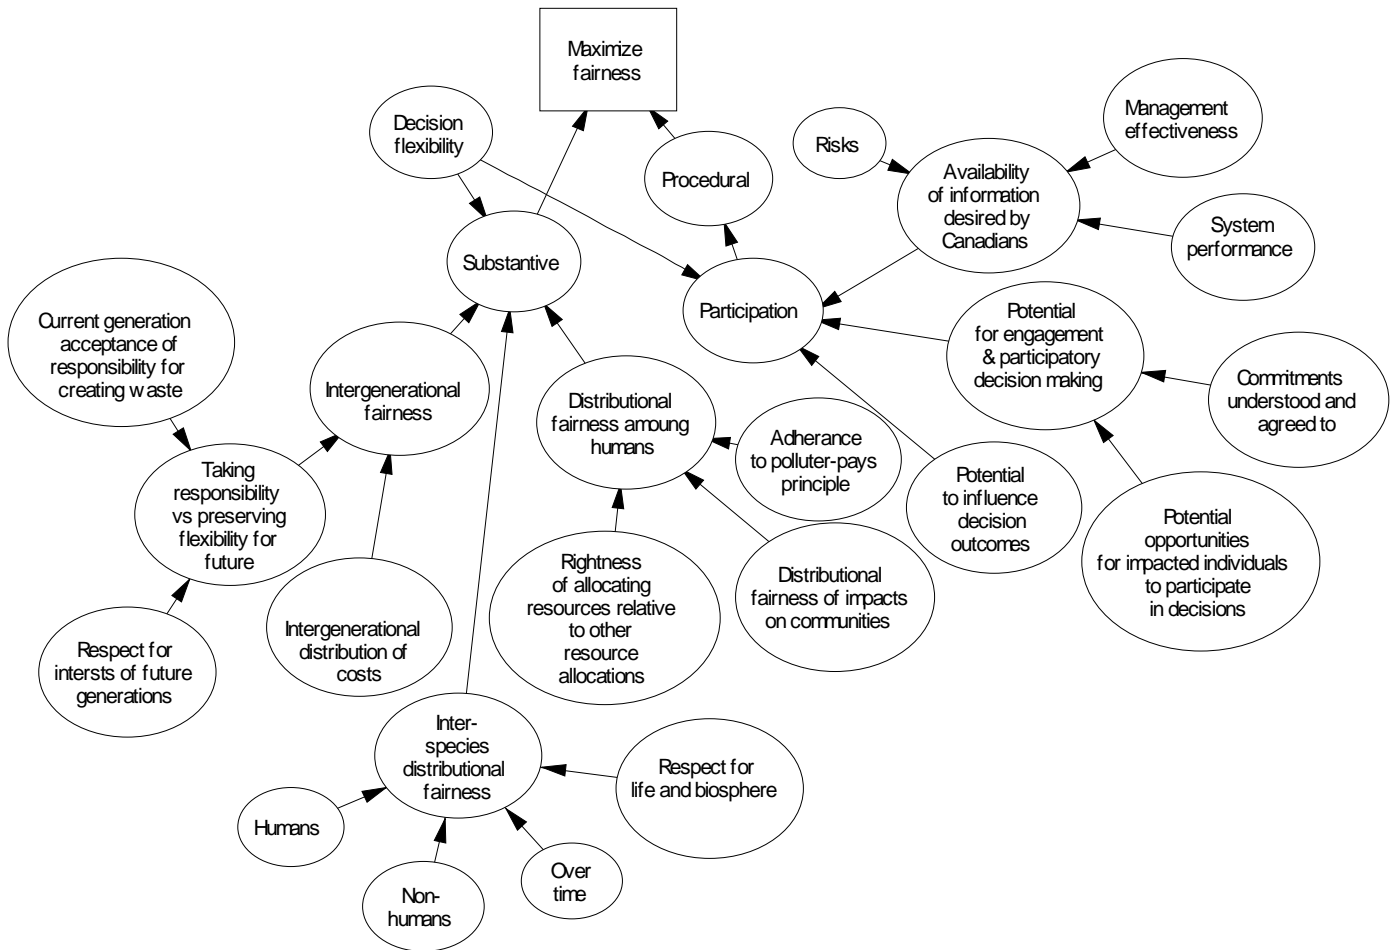 Maximize
fairness
Decision
flexibility
Procedural
Risks
Management
effectiveness
Availability
of information
desired by
Canadians
System
performance
Substantive
Participation
Current generation
acceptance of
responsibility for
creating waste
Intergenerational
fairness
Distributional
fairness amoung
humans
Potential
for engagement
& participatory
decision making
Commitments
understood and
agreed to
Adherance
to polluter-pays
principle
Taking
responsibility
vs preserving
flexibility for
future
Potential
to influence
decision
outcomes
Potential
opportunities
for impacted individuals
to participate
in decisions
Rightness
of allocating
resources relative
to other
resource
allocations
Distributional
fairness of impacts
on communities
Respect for
intersts of future
generations
Intergenerational
distribution of
costs
Inter-
species
distributional
fairness
Respect for
life and biosphere
Humans
Non-
humans
Over
time